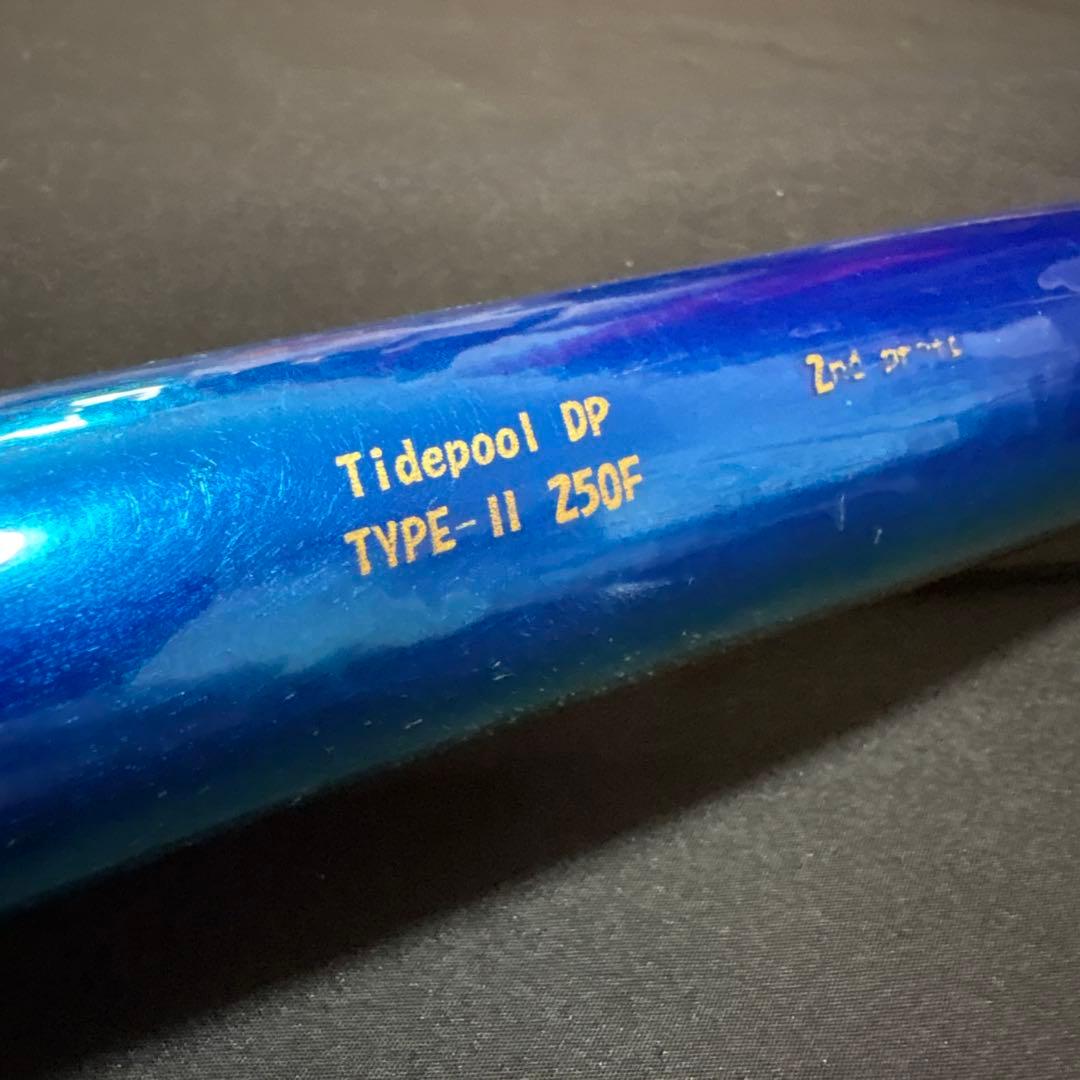 Tidepool DP
TYPE-II 250F
2nd